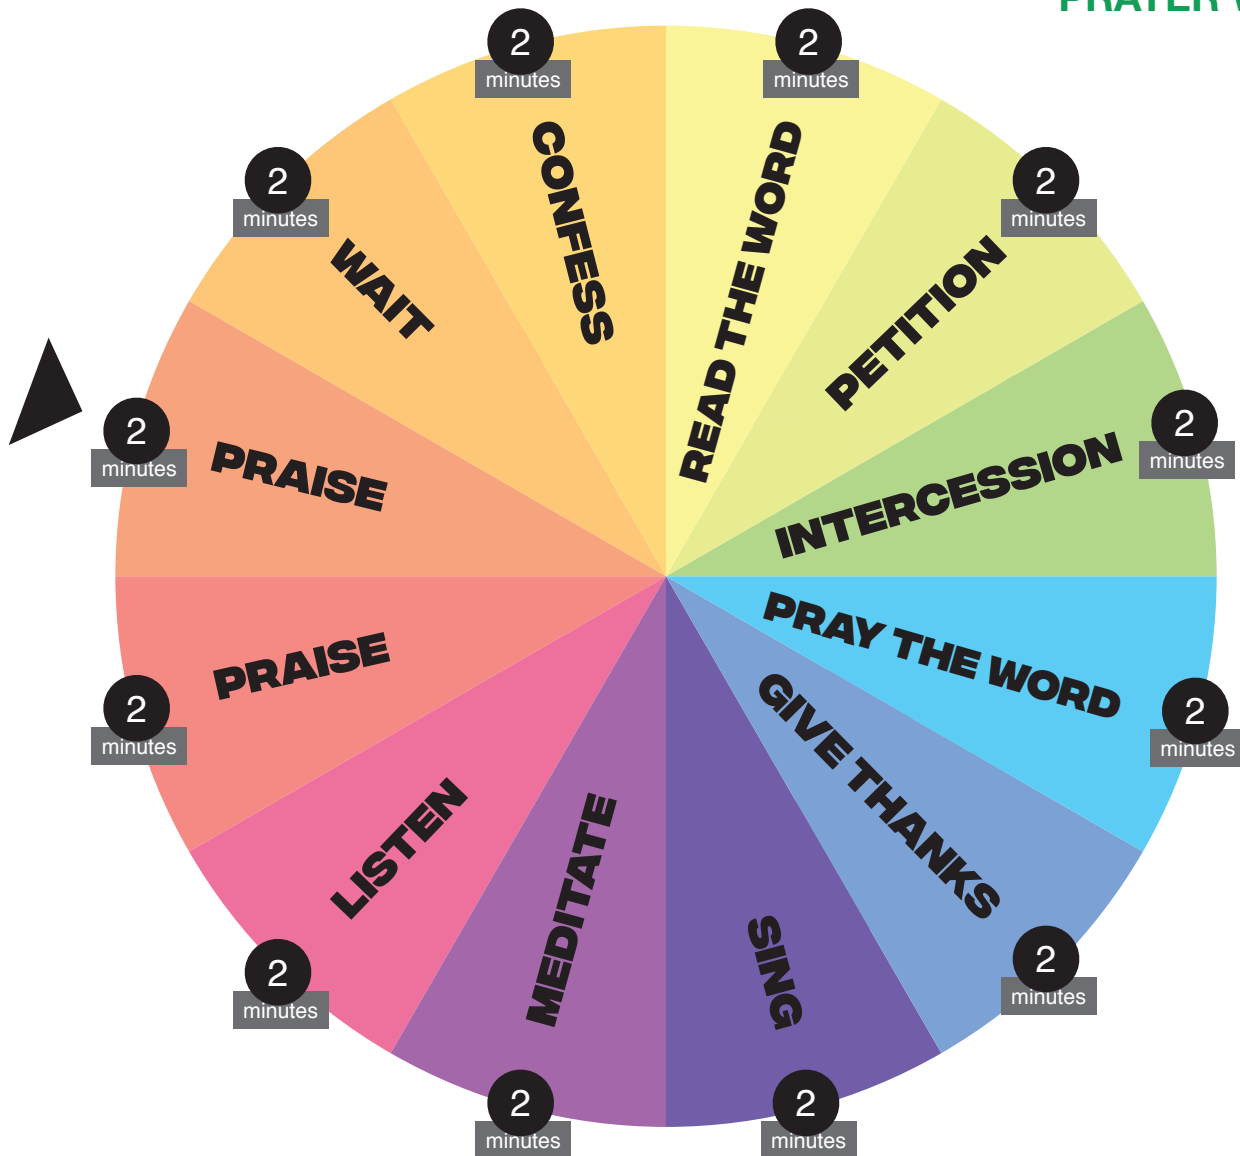 PRAYER
2
minutes
CONFESS
2
minutes
READ THE WORD
2
minutes
PETITION
2
minutes
INTERCESSION
2
minutes
PRAY THE WORD
2
minutes
GIVE THANKS
2
minutes
SING
2
minutes
MEDITATE
2
minutes
LISTEN
2
minutes
PRAISE
2
minutes
PRAISE
2
minutes
WAIT